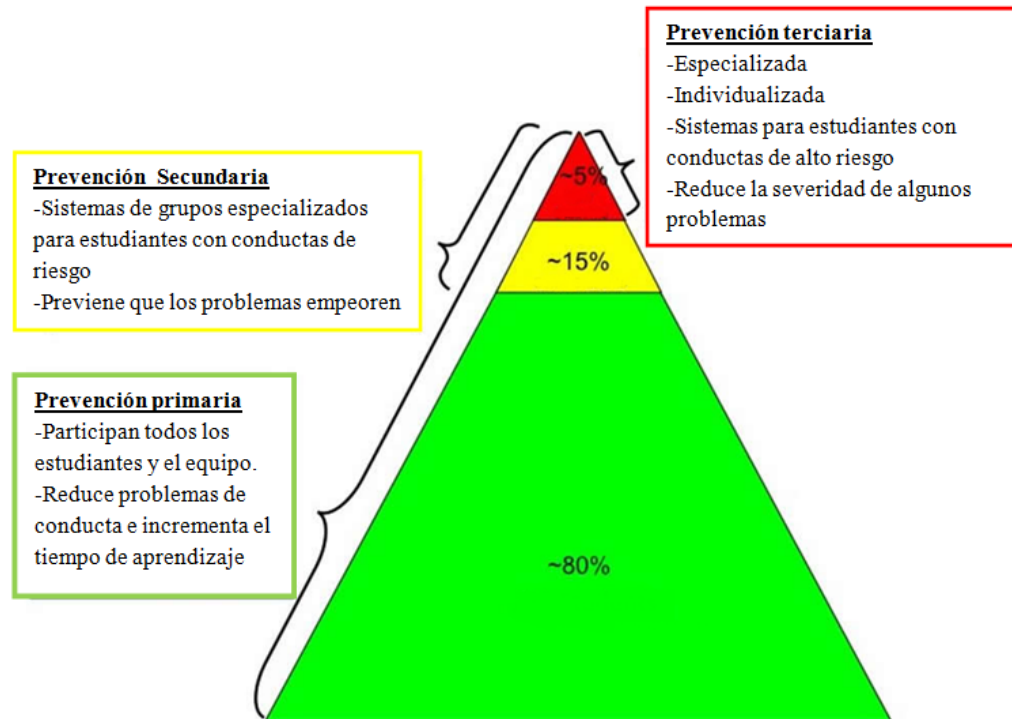 Prevención terciaria
-Especializada
-Individualizada
-Sistemas para estudiantes con
conductas de alto riesgo
-Reduce la severidad de algunos
problemas
Prevención Secundaria
-Sistemas de grupos especializados
para estudiantes con conductas de
riesgo
-Previene que los problemas empeoren
Prevención primaria
-Participan todos los
estudiantes y el equipo.
-Reduce problemas de
conducta e incrementa el
tiempo de aprendizaje
~5%
~15%
~80%